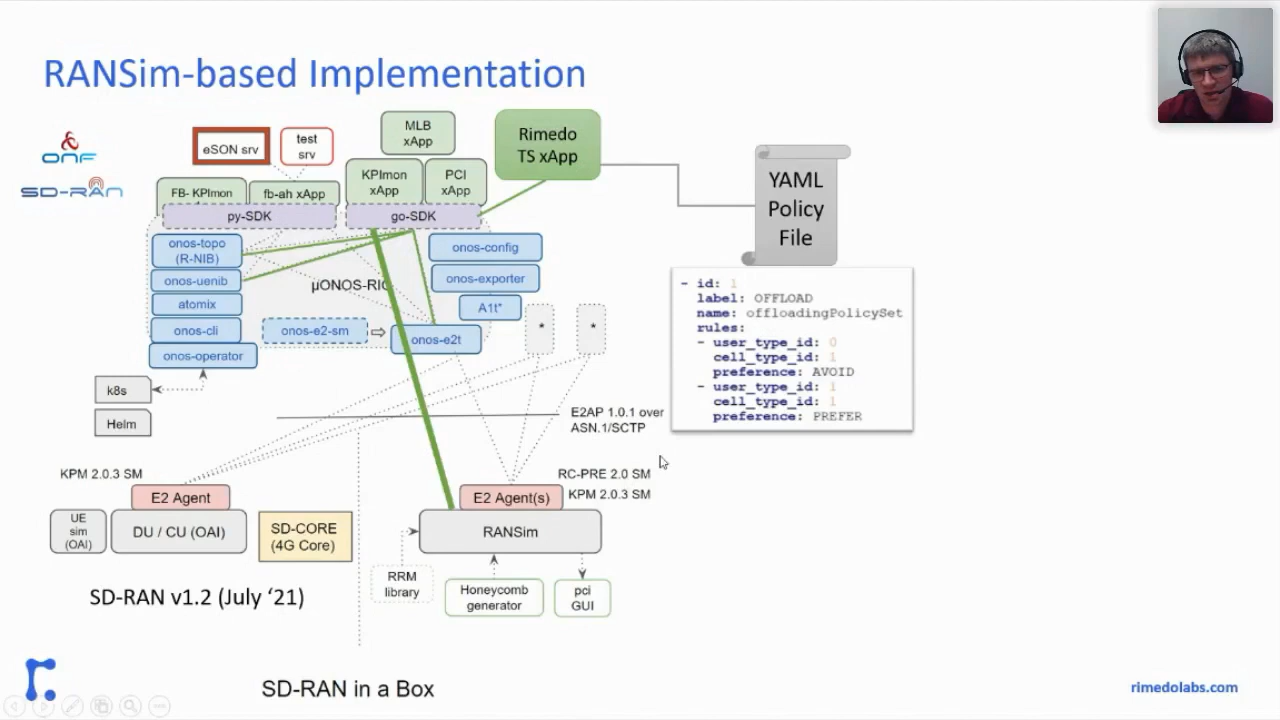 RANSim-based Implementation
ONF
SD-RAN
eSON srv
test
srv
MLB
xApp
Rimedo
TS xApp
FB- KPImon
fb-ah xApp
KPImon
xApp
PCI
xApp
py-SDK
go-SDK
onos-topo
(R-NIB)
onos-uenib
atomix
onos-cli
onos-operator
µONOS-RIC
onos-e2-sm
onos-config
onos-exporter
A1t*
onos-e2t
*
*
k8s
Helm
E2AP 1.0.1 over
ASN.1/SCTP
YAML
Policy
File
- id: 1
label: OFFLOAD
name: offloadingPolicySet
rules:
- user_type_id: 0
cell_type_id: 1
preference: AVOID
- user_type_id: 1
cell_type_id: 1
preference: PREFER
KPM 2.0.3 SM
E2 Agent
UE
sim
(OAI)
DU / CU (OAI)
SD-CORE
(4G Core)
RC-PRE 2.0 SM
E2 Agent(s)
KPM 2.0.3 SM
RANSim
RRM
library
Honeycomb
generator
pci
GUI
SD-RAN v1.2 (July ‘21)
SD-RAN in a Box
rimedolabs.com